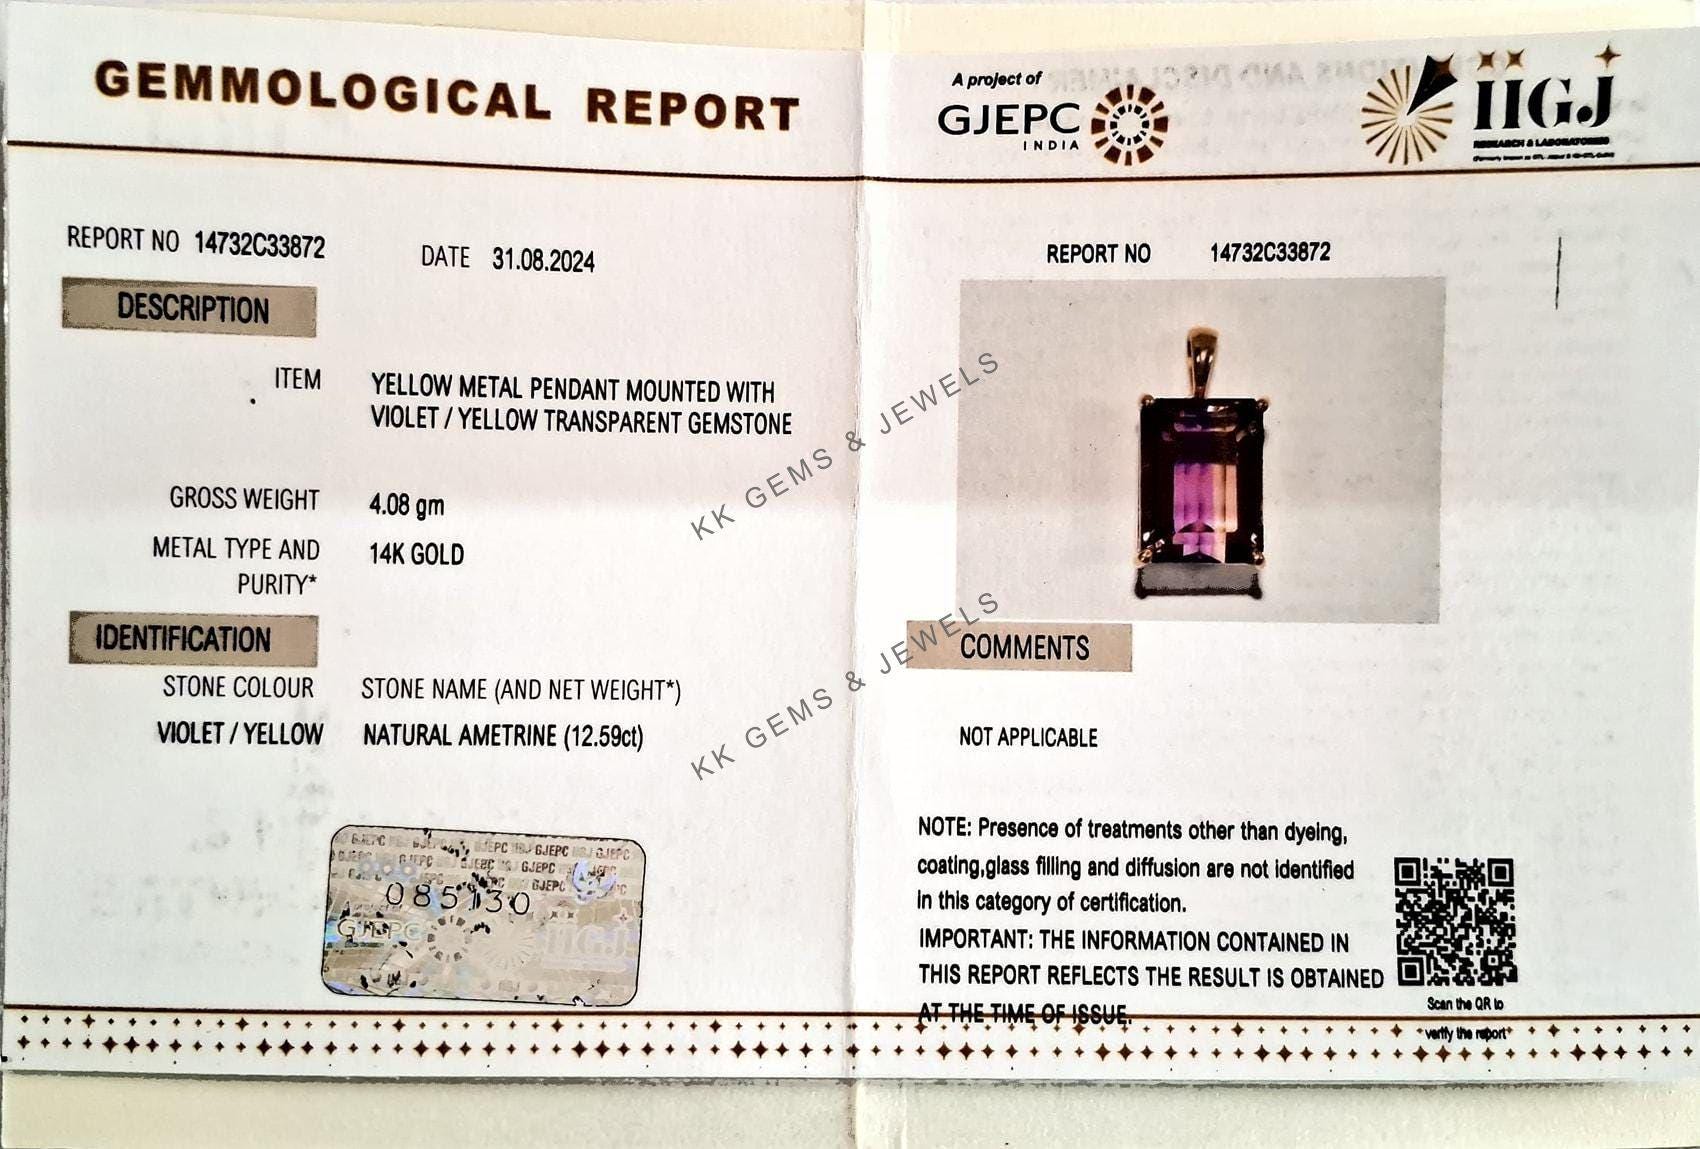 GEMMOLOGICAL REPORT
REPORT NO 14732C33872
DATE 31.08.2024
DESCRIPTION
ITEM YELLOW METAL PENDANT MOUNTED WITH
VIOLET / YELLOW TRANSPARENT GEMSTONE
GROSS WEIGHT 4.08 gm
METAL TYPE AND 14K GOLD
PURITY*
IDENTIFICATION
STONE COLOUR STONE NAME (AND NET WEIGHT*)
VIOLET / YELLOW NATURAL AMETRINE (12.59ct)
085130
GJEPC
IIGJ
A project of
GJEPC
INDIA
IIGJ
RESEARCH & LABORATORIES
REPORT NO 14732C33872
COMMENTS
NOT APPLICABLE
NOTE: Presence of treatments other than dyeing,
coating,glass filling and diffusion are not identified
in this category of certification.
IMPORTANT: THE INFORMATION CONTAINED IN
THIS REPORT REFLECTS THE RESULT IS OBTAINED
AT THE TIME OF ISSUE.
Scan the QR to
verify the report
KK GEMS & JEWELS
KK GEMS & JEWELS